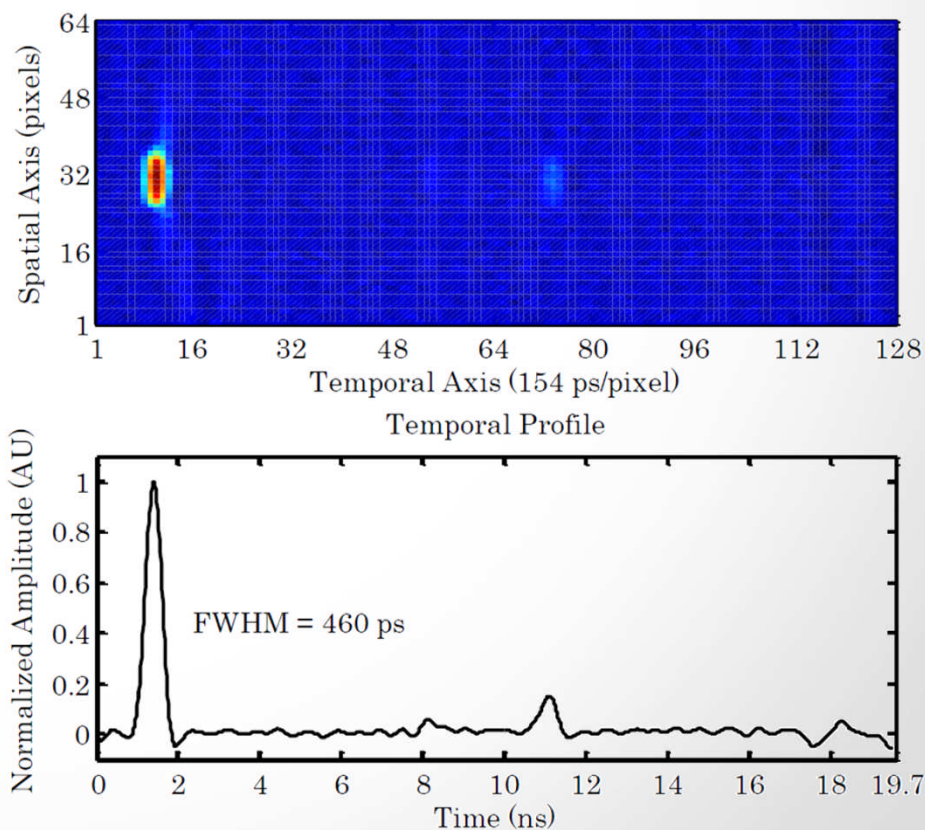 64
48
32
16
1
Spatial Axis (pixels)
1 16 32 48 64 80 96 112 128
Temporal Axis (154 ps/pixel)
Temporal Profile
1
0.8
0.6
0.4
0.2
0
Normalized Amplitude (AU)
FWHM = 460 ps
0 2 4 6 8 10 12 14 16 18 19.7
Time (ns)